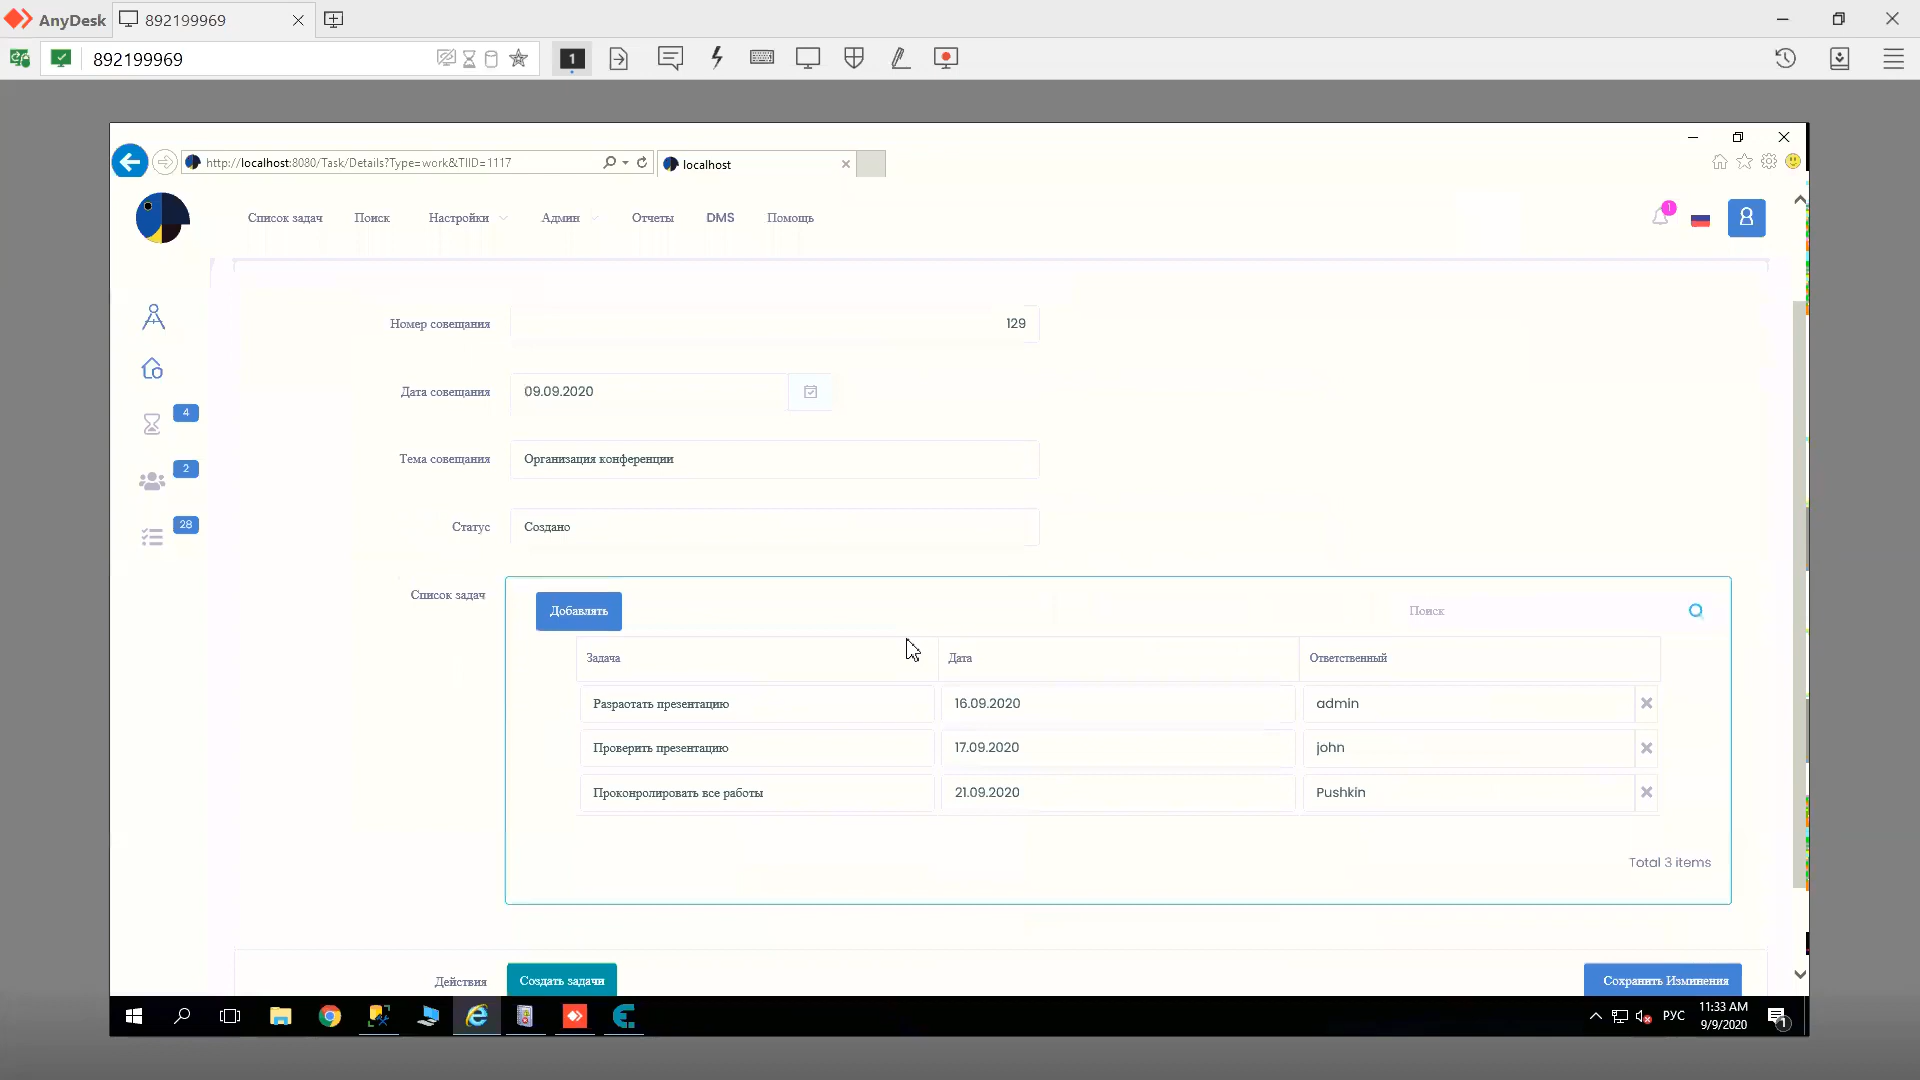 AnyDesk
892199969
892199969
1
http://localhost:8080/Task/Details?Type=work&TIID=1117
localhost
Список задач Поиск Настройки Админ Отчеты DMS Помощь
1
Номер совещания 129
Дата совещания 09.09.2020
4
Тема совещания Организация конференции
2
Статус Создано
28
Список задач
Добавлять Поиск
Задача Дата Ответственный
Разраотать презентацию 16.09.2020 admin
Проверить презентацию 17.09.2020 john
Проконролировать все работы 21.09.2020 Pushkin
Total 3 items
Действия Создать задачи Сохранить Измннения
РУС 11:33 AM
9/9/2020
1